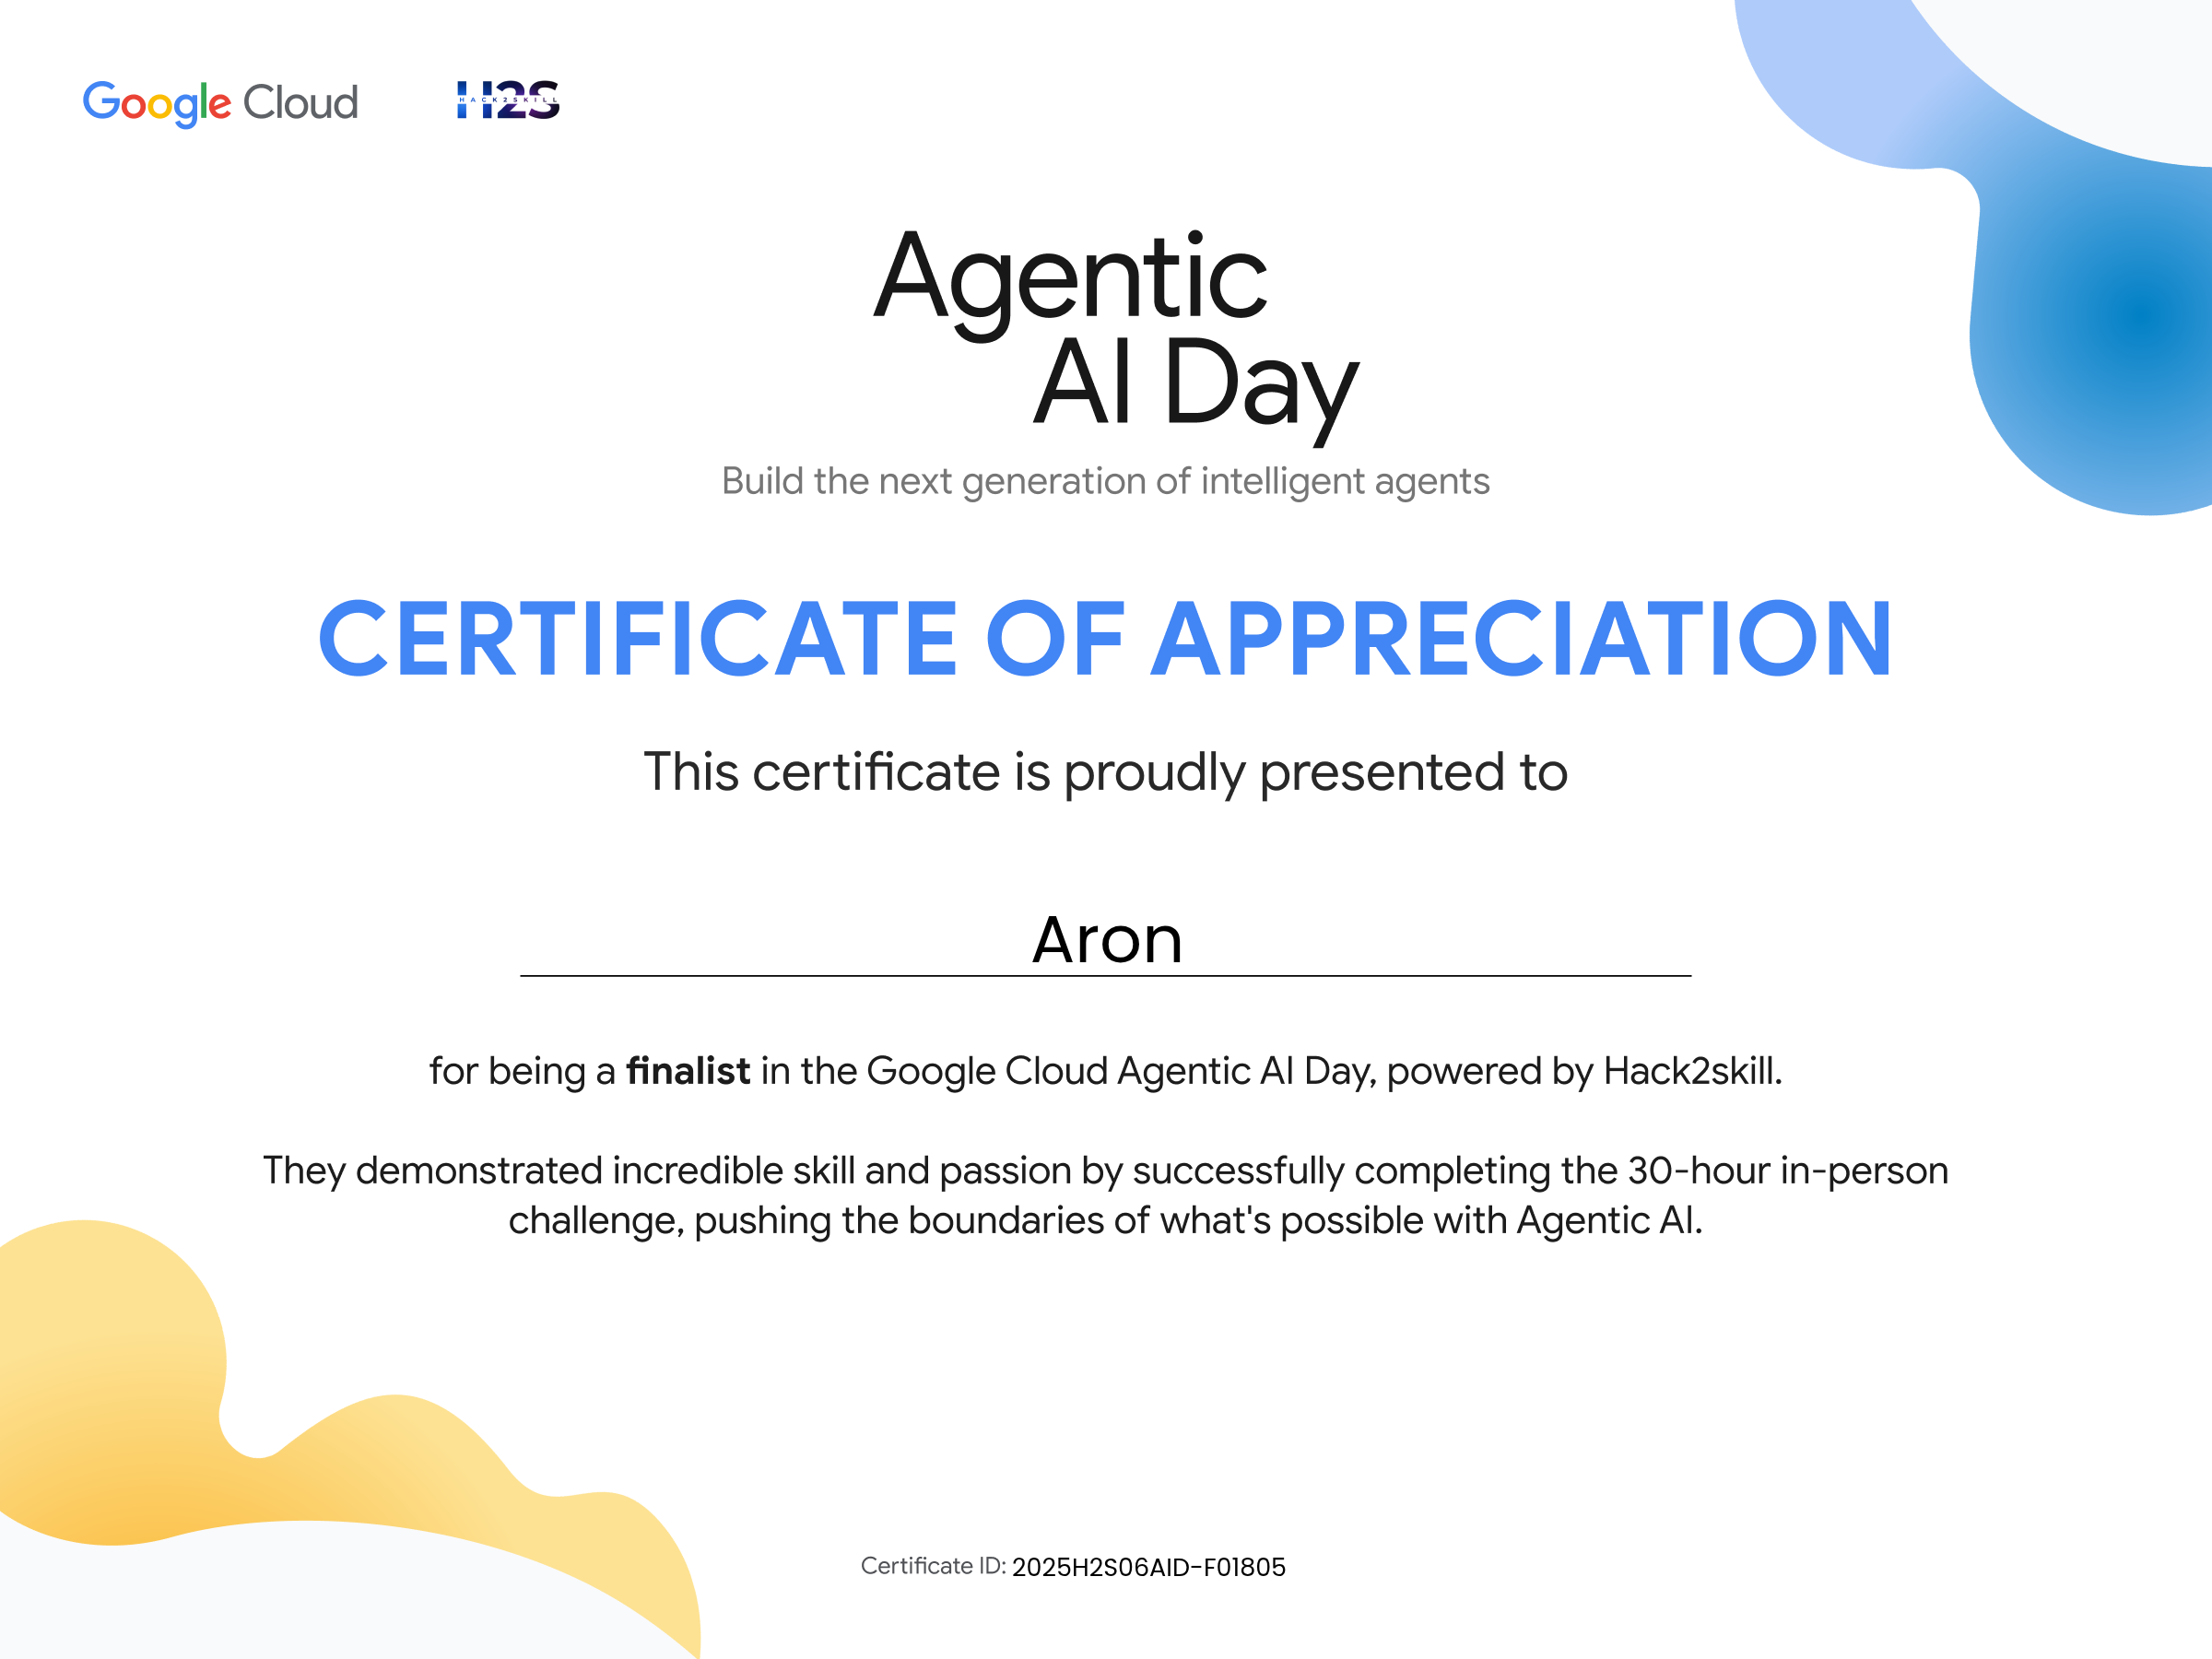 Google Cloud
H2S
HACK2SKILL
Agentic
AI Day
Build the next generation of intelligent agents
CERTIFICATE OF APPRECIATION
This certificate is proudly presented to
Aron
for being a finalist in the Google Cloud Agentic AI Day, powered by Hack2skill.
They demonstrated incredible skill and passion by successfully completing the 30-hour in-person
challenge, pushing the boundaries of what's possible with Agentic AI.
Certificate ID: 2025H2S06AID-F01805